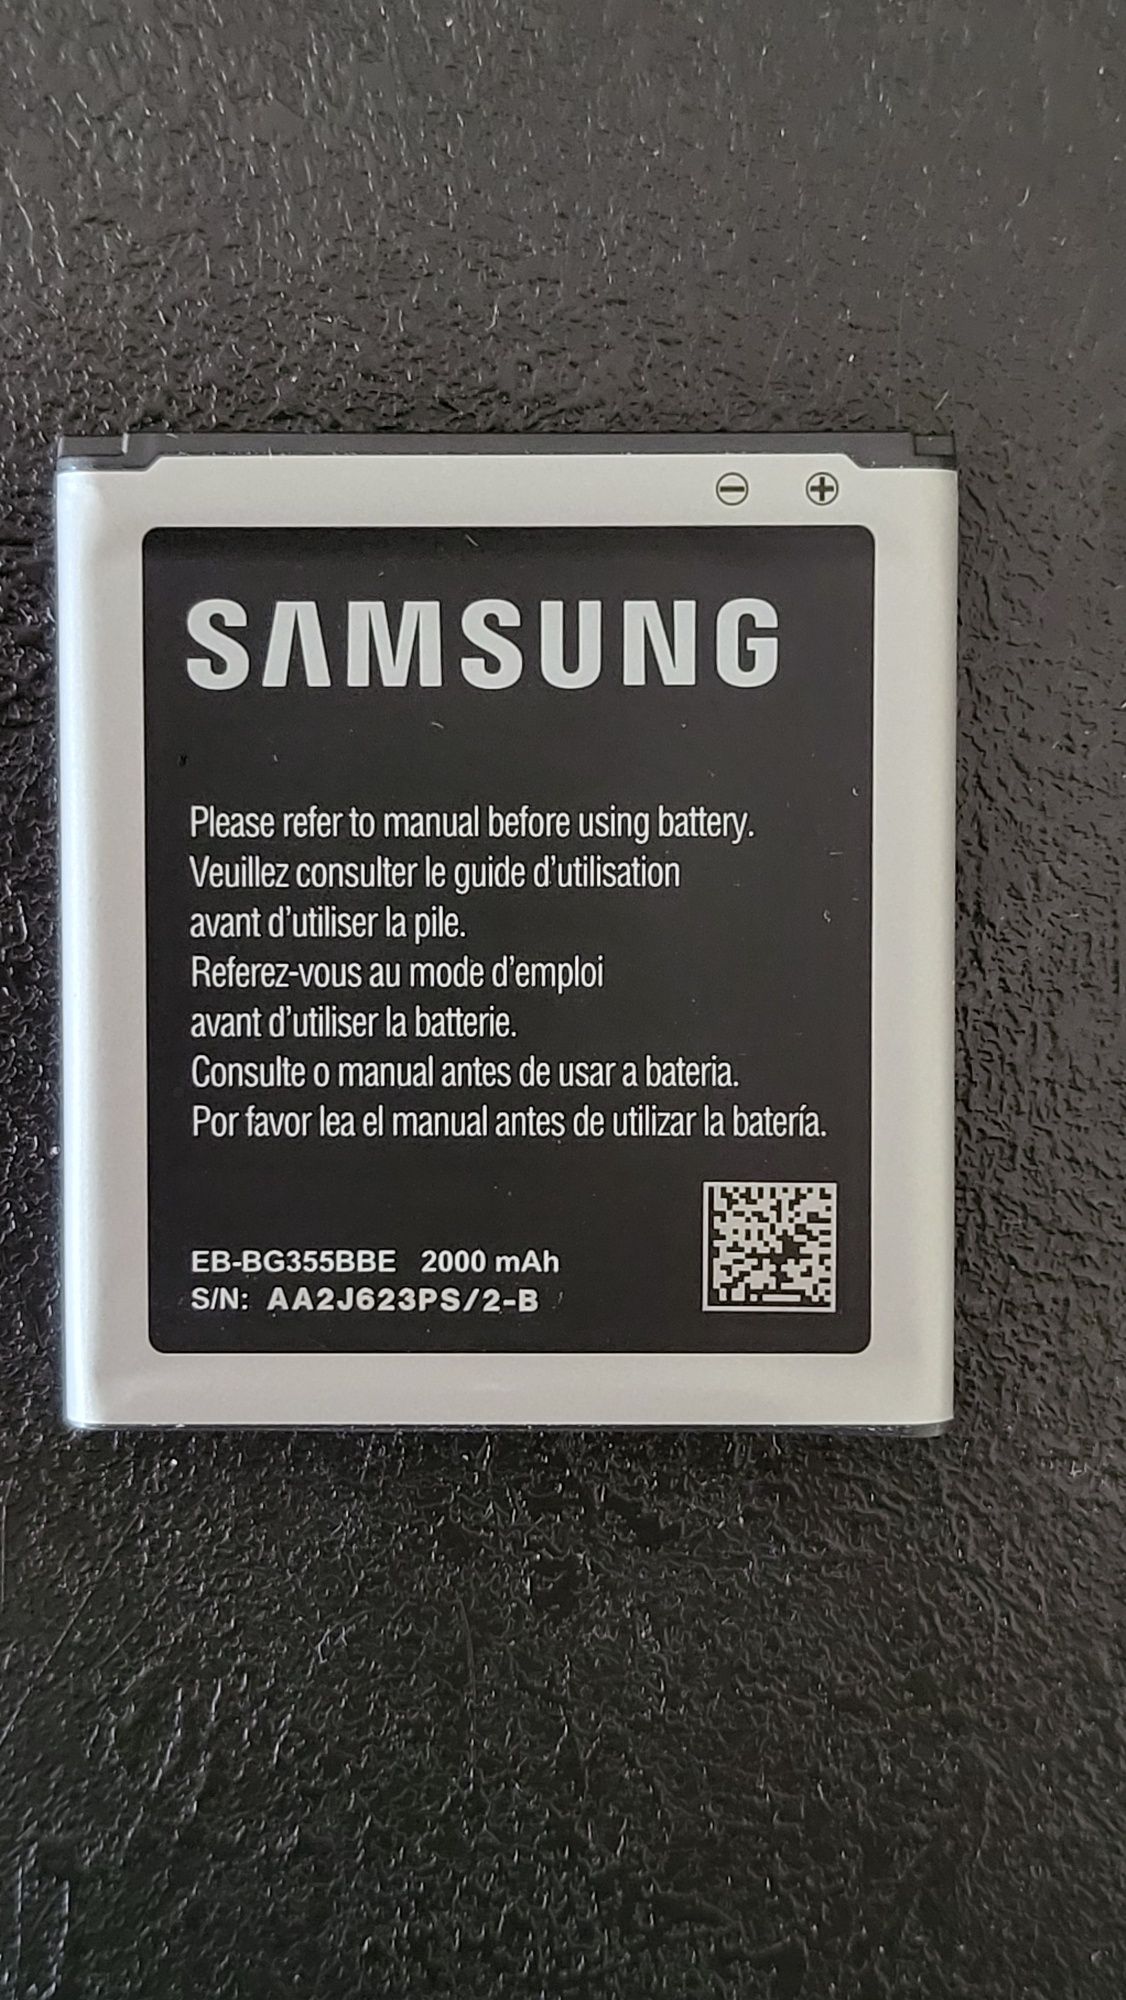 ⊖ ⊕
SAMSUNG
Please refer to manual before using battery.
Veuillez consulter le guide d'utilisation
avant d'utiliser la pile.
Referez-vous au mode d'emploi
avant d'utiliser la batterie.
Consulte o manual antes de usar a bateria.
Por favor lea el manual antes de utilizar la batería.
EB-BG355BBE 2000 mAh
S/N: AA2J623PS/2-B